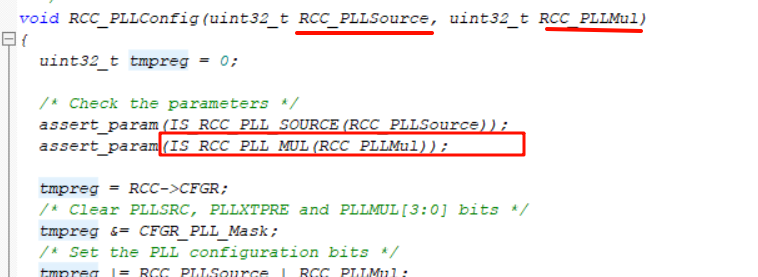 void RCC_PLLConfig(uint32_t RCC_PLLSource, uint32_t RCC_PLLMul)
{
uint32_t tmpreg = 0;
/* Check the parameters */
assert_param(IS_RCC_PLL_SOURCE(RCC_PLLSource));
assert_param(IS_RCC_PLL_MUL(RCC_PLLMul));
tmpreg = RCC->CFGR;
/* Clear PLLSRC, PLLXTPRE and PLLMUL[3:0] bits */
tmpreg &= CFGR_PLL_Mask;
/* Set the PLL configuration bits */
tmpreg |= RCC_PLLSource | RCC_PLLMul;